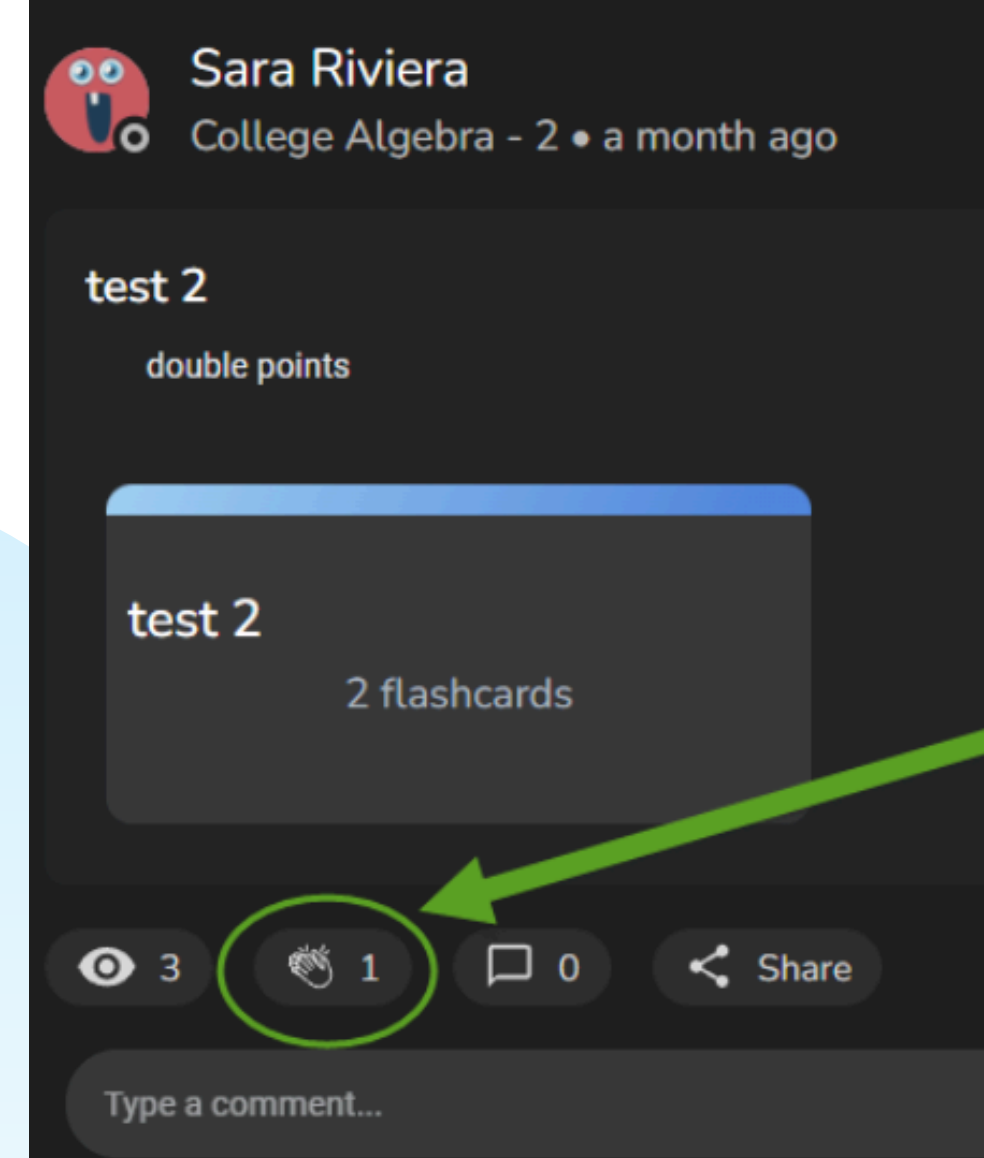 Sara Riviera
College Algebra - 2 • a month ago
test 2
double points
test 2
2 flashcards
3 1 0 Share
Type a comment...